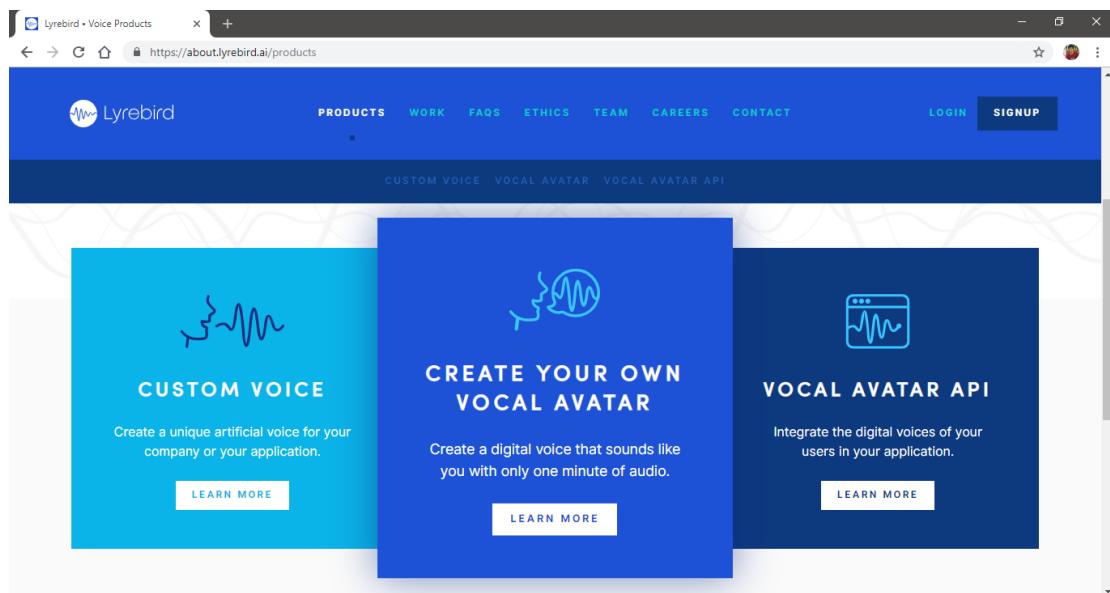 Lyrebird • Voice Products
https://about.lyrebird.ai/products
Lyrebird
PRODUCTS WORK FAQS ETHICS TEAM CAREERS CONTACT LOGIN SIGNUP
CUSTOM VOICE VOCAL AVATAR VOCAL AVATAR API
CUSTOM VOICE
Create a unique artificial voice for your
company or your application.
LEARN MORE
CREATE YOUR OWN
VOCAL AVATAR
Create a digital voice that sounds like
you with only one minute of audio.
LEARN MORE
VOCAL AVATAR API
Integrate the digital voices of your
users in your application.
LEARN MORE